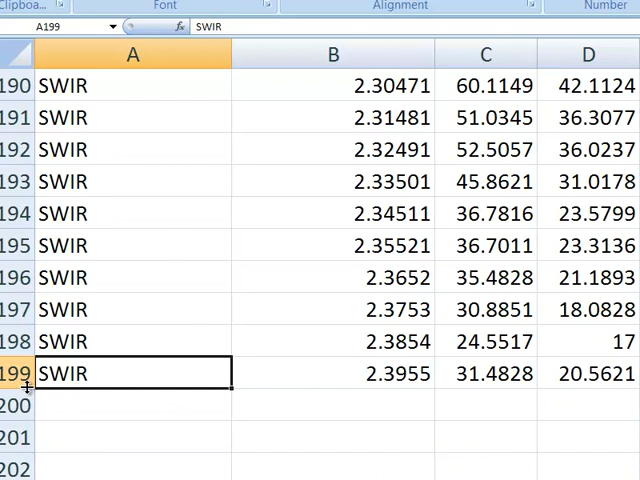 Clipboa... Font Alignment Number
A199 fx SWIR
A B C D
190 SWIR 2.30471 60.1149 42.1124
191 SWIR 2.31481 51.0345 36.3077
192 SWIR 2.32491 52.5057 36.0237
193 SWIR 2.33501 45.8621 31.0178
194 SWIR 2.34511 36.7816 23.5799
195 SWIR 2.35521 36.7011 23.3136
196 SWIR 2.3652 35.4828 21.1893
197 SWIR 2.3753 30.8851 18.0828
198 SWIR 2.3854 24.5517 17
199 SWIR 2.3955 31.4828 20.5621
200
201
202